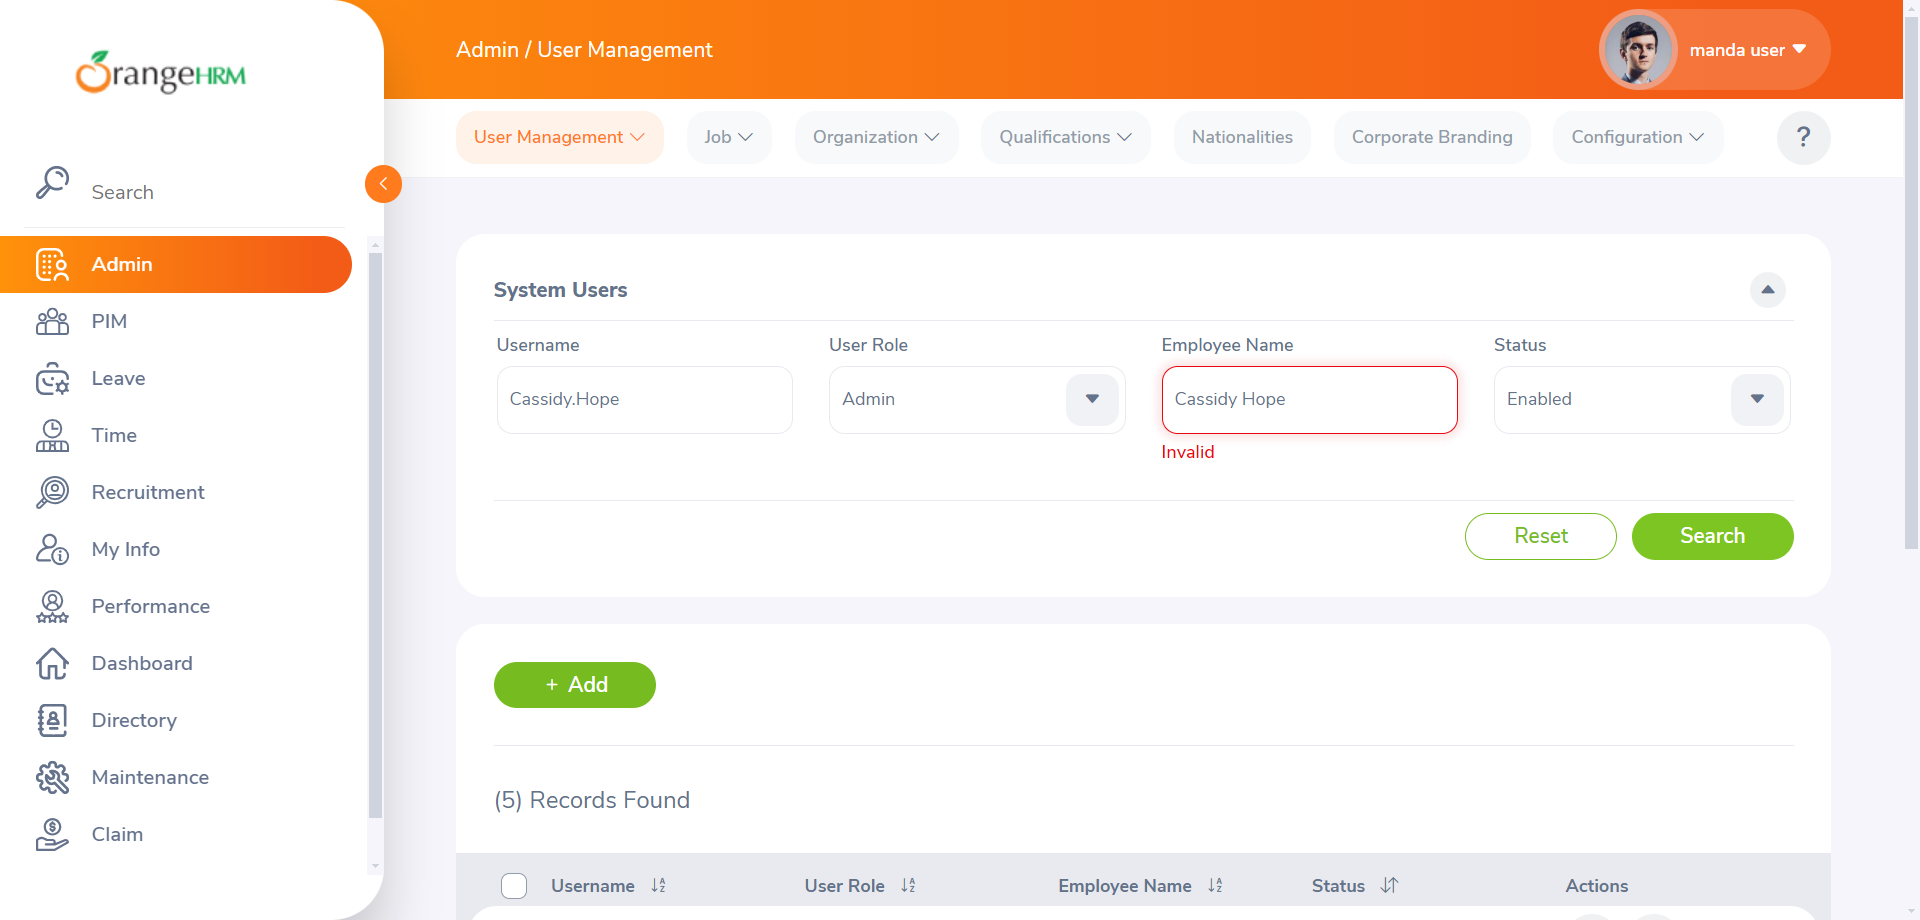 OrangeHRM
Search
Admin
PIM
Leave
Time
Recruitment
My Info
Performance
Dashboard
Directory
Maintenance
Claim
Admin / User Management
manda user
User Management
Job
Organization
Qualifications
Nationalities
Corporate Branding
Configuration
?
System Users
Username
User Role
Employee Name
Status
Cassidy.Hope
Admin
Cassidy Hope
Enabled
Invalid
Reset
Search
+ Add
(5) Records Found
Username
User Role
Employee Name
Status
Actions